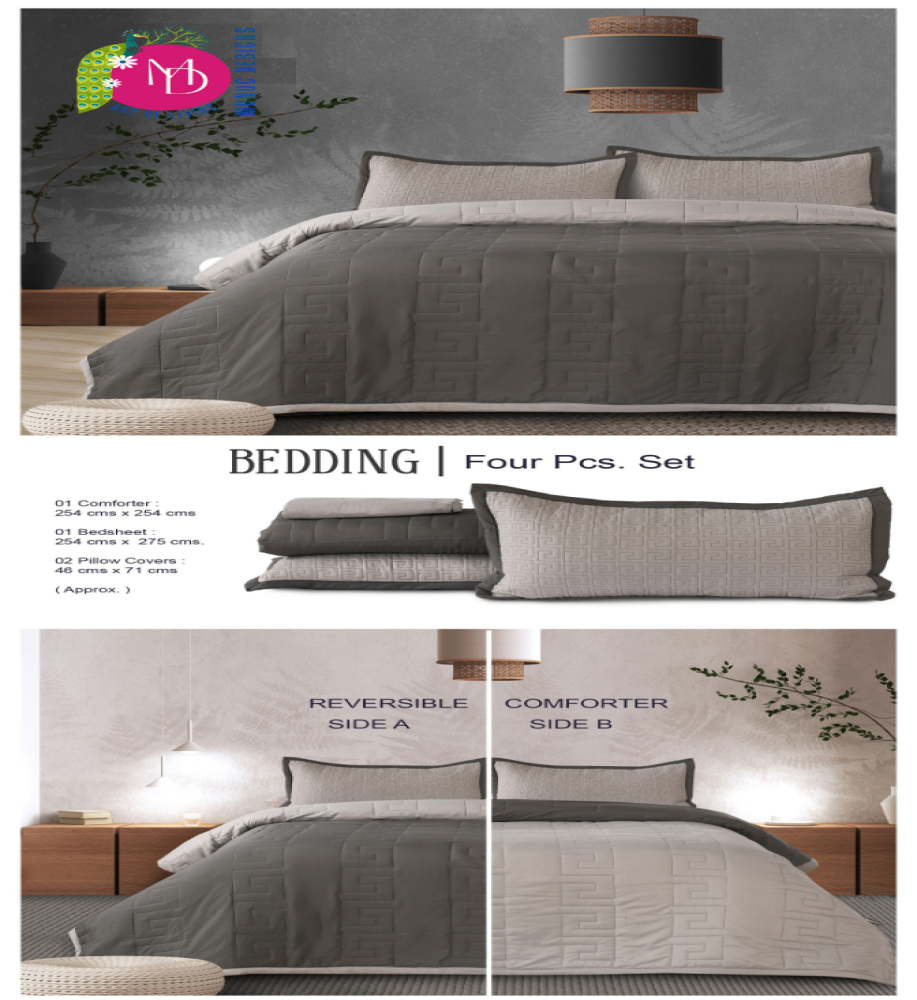 MD
BEDDING | Four Pcs. Set
01 Comforter :
254 cms x 254 cms
01 Bedsheet :
254 cms x  275 cms.
02 Pillow Covers :
46 cms x 71 cms
( Approx. )
REVERSIBLE
SIDE A
COMFORTER
SIDE B